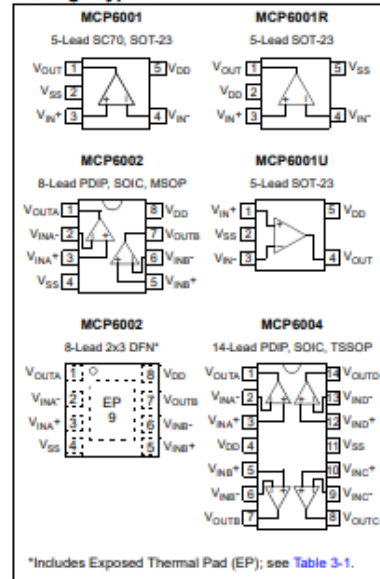 MCP6001
5-Lead SC70, SOT-23
VOUT 1 5 VDD
VSS 2
VIN+ 3 4 VIN-
MCP6001R
5-Lead SOT-23
VOUT 1 5 VSS
VDD 2
VIN+ 3 4 VIN-
MCP6002
8-Lead PDIP, SOIC, MSOP
VOUTA 1 8 VDD
VINA- 2 7 VOUTB
VINA+ 3 6 VINB-
VSS 4 5 VINB+
MCP6001U
5-Lead SOT-23
VIN+ 1 5 VDD
VSS 2
VIN- 3 4 VOUT
MCP6002
8-Lead 2x3 DFN*
VOUTA 1 8 VDD
VINA- 2 EP 7 VOUTB
VINA+ 3 9 6 VINB-
VSS 4 5 VINB+
MCP6004
14-Lead PDIP, SOIC, TSSOP
VOUTA 1 14 VOUTD
VINA- 2 13 VIND-
VINA+ 3 12 VIND+
VDD 4 11 VSS
VINB+ 5 10 VINC+
VINB- 6 9 VINC-
VOUTB 7 8 VOUTC
*Includes Exposed Thermal Pad (EP); see Table 3-1.